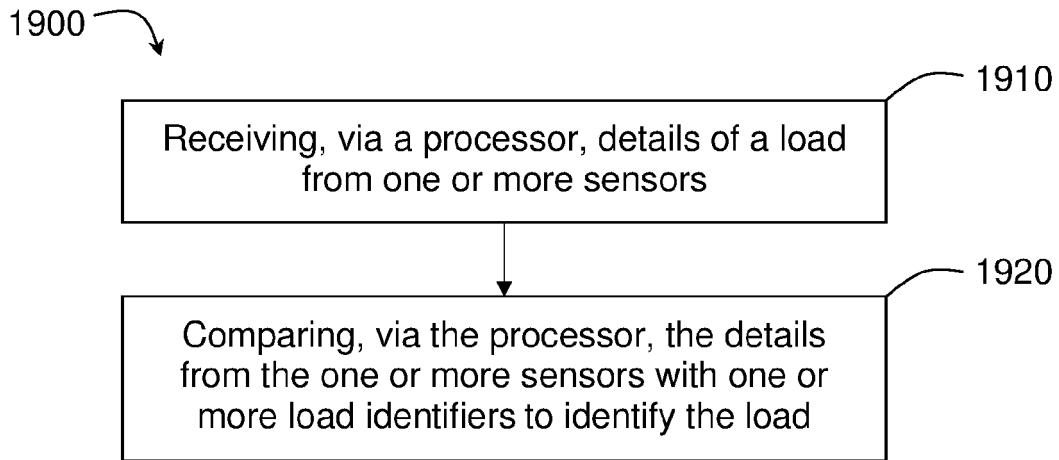 1900
1910
Receiving, via a processor, details of a load
from one or more sensors
1920
Comparing, via the processor, the details
from the one or more sensors with one or
more load identifiers to identify the load